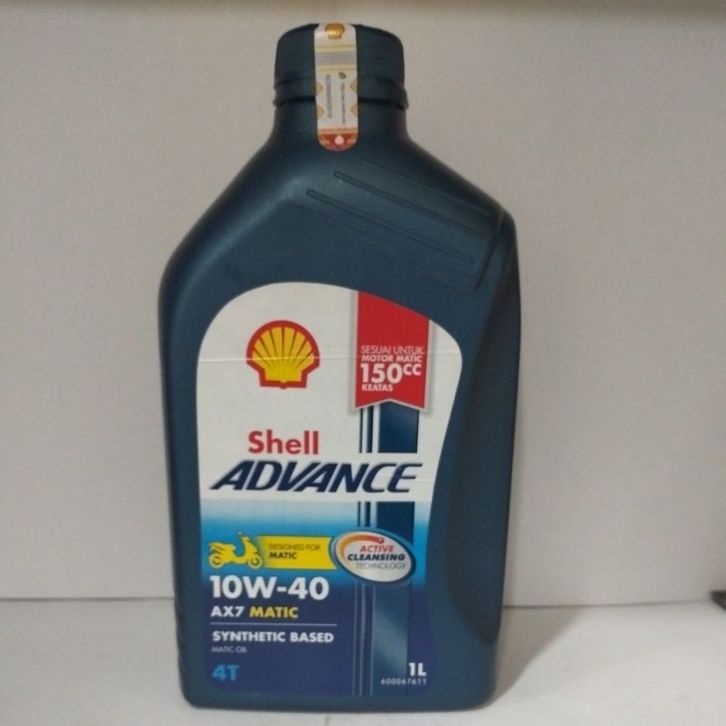 SESUAI UNTUK
MOTOR MATIC
150CC
KEATAS
Shell
ADVANCE
DESIGNED FOR
MATIC
ACTIVE
CLEANSING
TECHNOLOGY
10W-40
AX7 MATIC
SYNTHETIC BASED
MATIC OIL
4T
1L
600067611